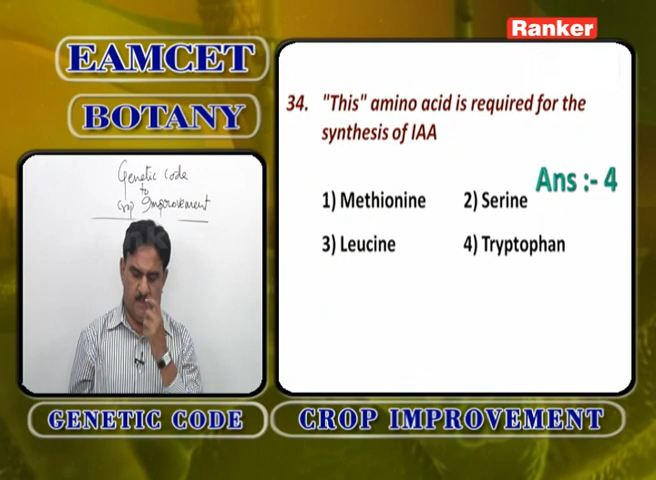 Ranker
EAMCET
BOTANY
34. "This" amino acid is required for the
synthesis of IAA
Ans :- 4
1) Methionine 2) Serine
3) Leucine 4) Tryptophan
Genetic code
to
Crop Improvement
GENETIC CODE
CROP IMPROVEMENT